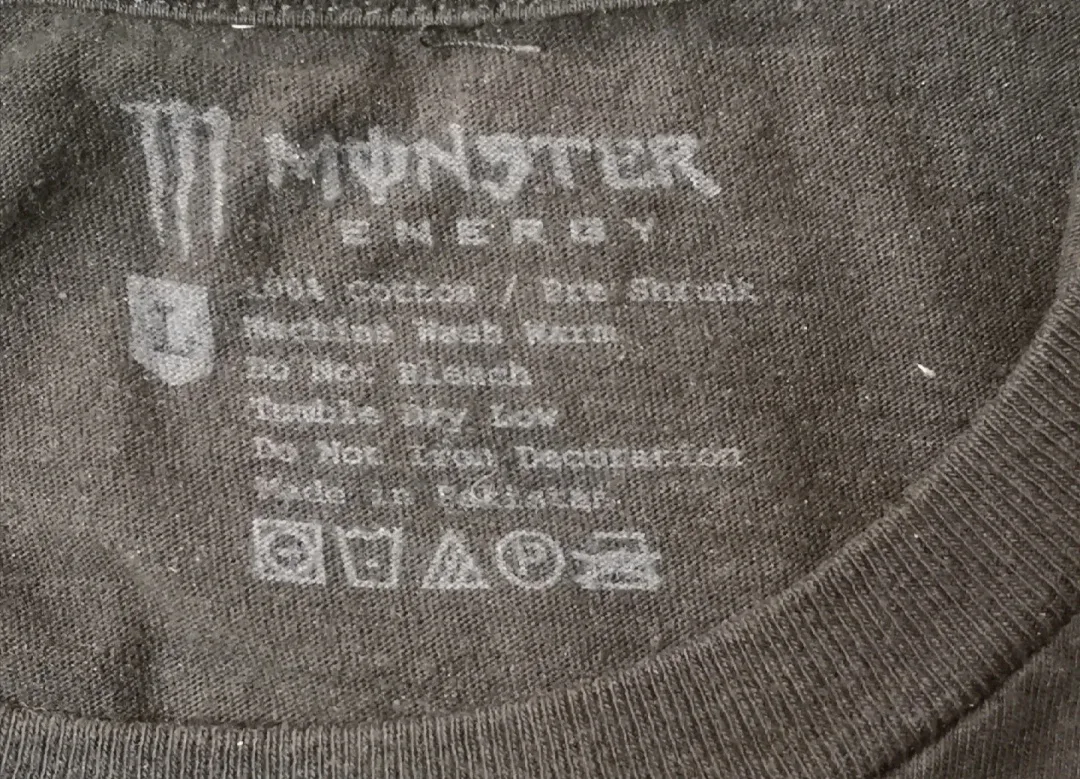 MONSTER
ENERGY
L
100% Cotton / Pre Shrunk
Machine Wash Warm
Do Not Bleach
Tumble Dry Low
Do Not Iron Decoration
Made in Pakistan
P